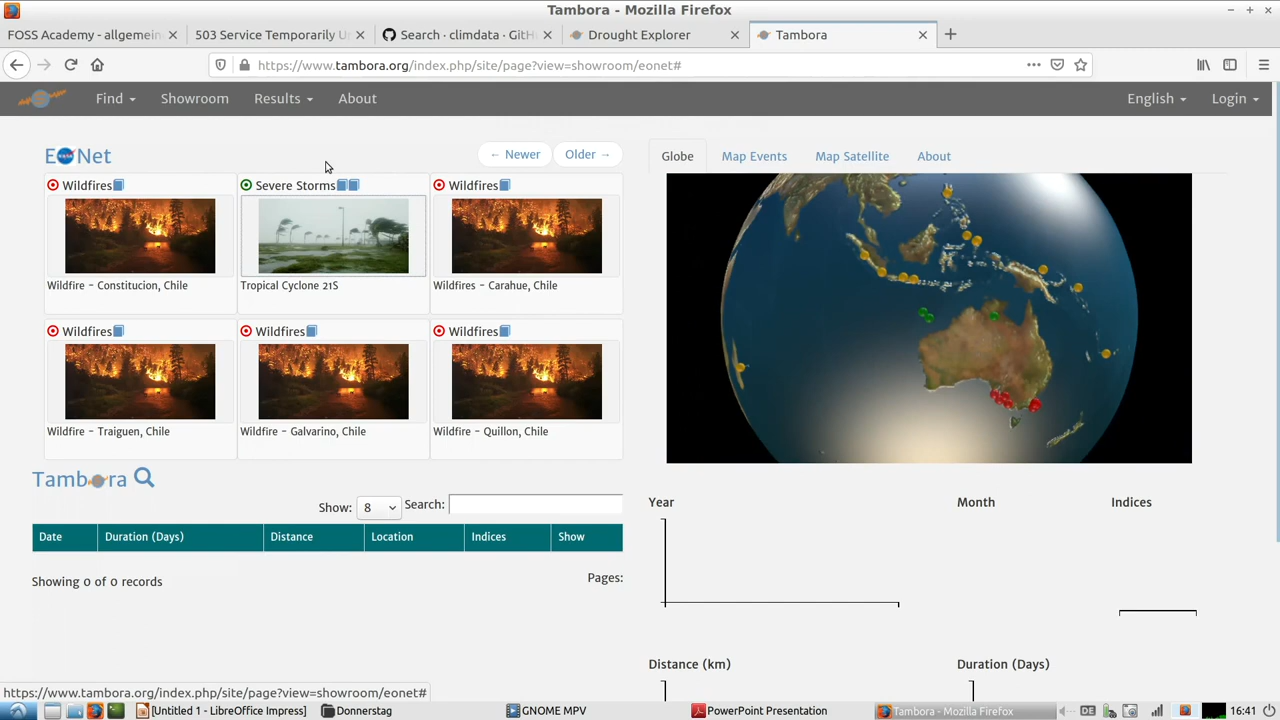 Tambora - Mozilla Firefox
FOSS Academy - allgemein
503 Service Temporarily U
Search · climdata · GitH
Drought Explorer
Tambora
https://www.tambora.org/index.php/site/page?view=showroom/eonet#
Find
Showroom
Results
About
English
Login
EONet
← Newer
Older →
Globe
Map Events
Map Satellite
About
Wildfires
Severe Storms
Wildfires
Wildfire - Constitucion, Chile
Tropical Cyclone 21S
Wildfires - Carahue, Chile
Wildfires
Wildfires
Wildfires
Wildfire - Traiguen, Chile
Wildfire - Galvarino, Chile
Wildfire - Quillon, Chile
Tambora
Show: 8 Search:
Date Duration (Days) Distance Location Indices Show
Showing 0 of 0 records
Pages:
Year
Month
Indices
Distance (km)
Duration (Days)
https://www.tambora.org/index.php/site/page?view=showroom/eonet#
[Untitled 1 - LibreOffice Impress]
Donnerstag
GNOME MPV
PowerPoint Presentation
Tambora - Mozilla Firefox
DE
16:41